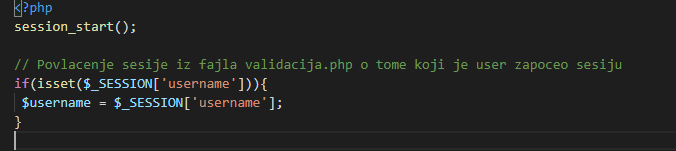 <?php
session_start();
// Povlacenje sesije iz fajla validacija.php o tome koji je user zapoceo sesiju
if(isset($_SESSION['username'])){
$username = $_SESSION['username'];
}